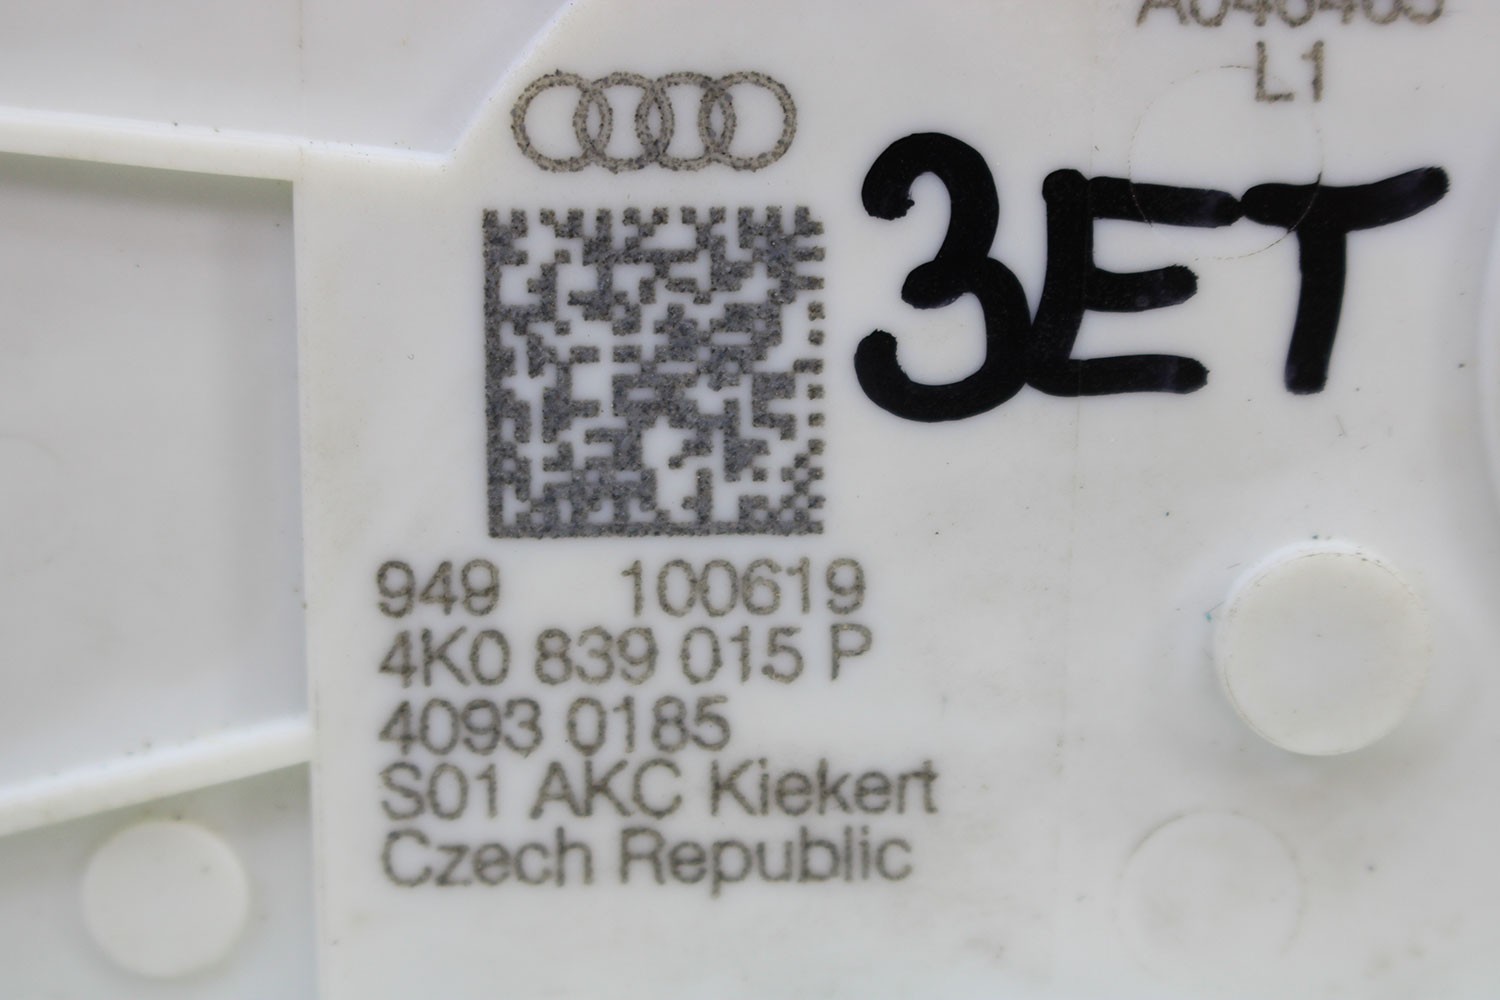 L1
3ET
949 100619
4K0 839 015 P
4093 0185
S01 AKC Kiekert
Czech Republic